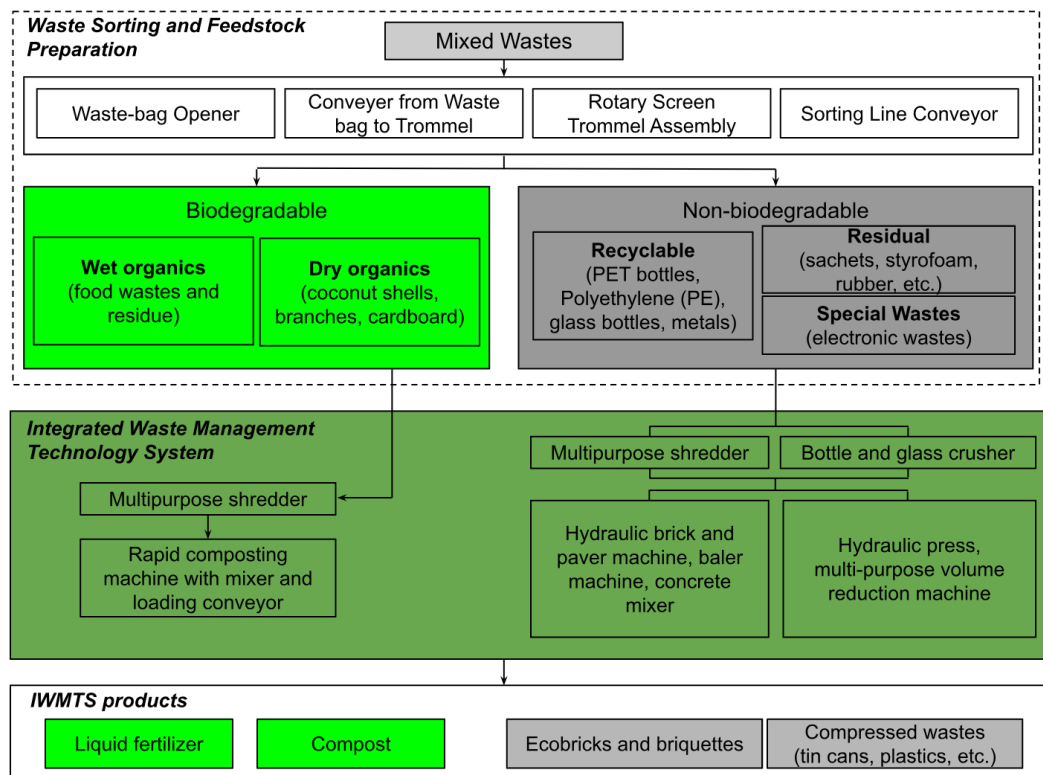 Waste Sorting and Feedstock
Preparation
Mixed Wastes
Waste-bag Opener
Conveyer from Waste
bag to Trommel
Rotary Screen
Trommel Assembly
Sorting Line Conveyor
Biodegradable
Wet organics
(food wastes and
residue)
Dry organics
(coconut shells,
branches, cardboard)
Non-biodegradable
Recyclable
(PET bottles,
Polyethylene (PE),
glass bottles, metals)
Residual
(sachets, styrofoam,
rubber, etc.)
Special Wastes
(electronic wastes)
Integrated Waste Management
Technology System
Multipurpose shredder
Rapid composting
machine with mixer and
loading conveyor
Multipurpose shredder
Bottle and glass crusher
Hydraulic brick and
paver machine, baler
machine, concrete
mixer
Hydraulic press,
multi-purpose volume
reduction machine
IWMTS products
Liquid fertilizer
Compost
Ecobricks and briquettes
Compressed wastes
(tin cans, plastics, etc.)